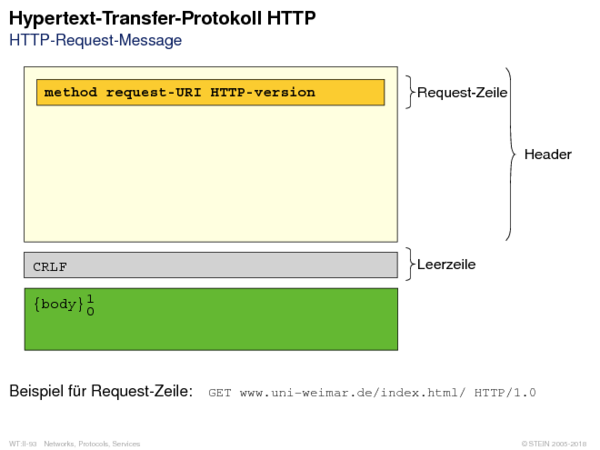 Hypertext-Transfer-Protokoll HTTP
HTTP-Request-Message
method request-URI HTTP-version
Request-Zeile
Header
CRLF
Leerzeile
{body}1
0
Beispiel für Request-Zeile: GET www.uni-weimar.de/index.html/ HTTP/1.0
WT:II-93 Networks, Protocols, Services
© STEIN 2005-2018